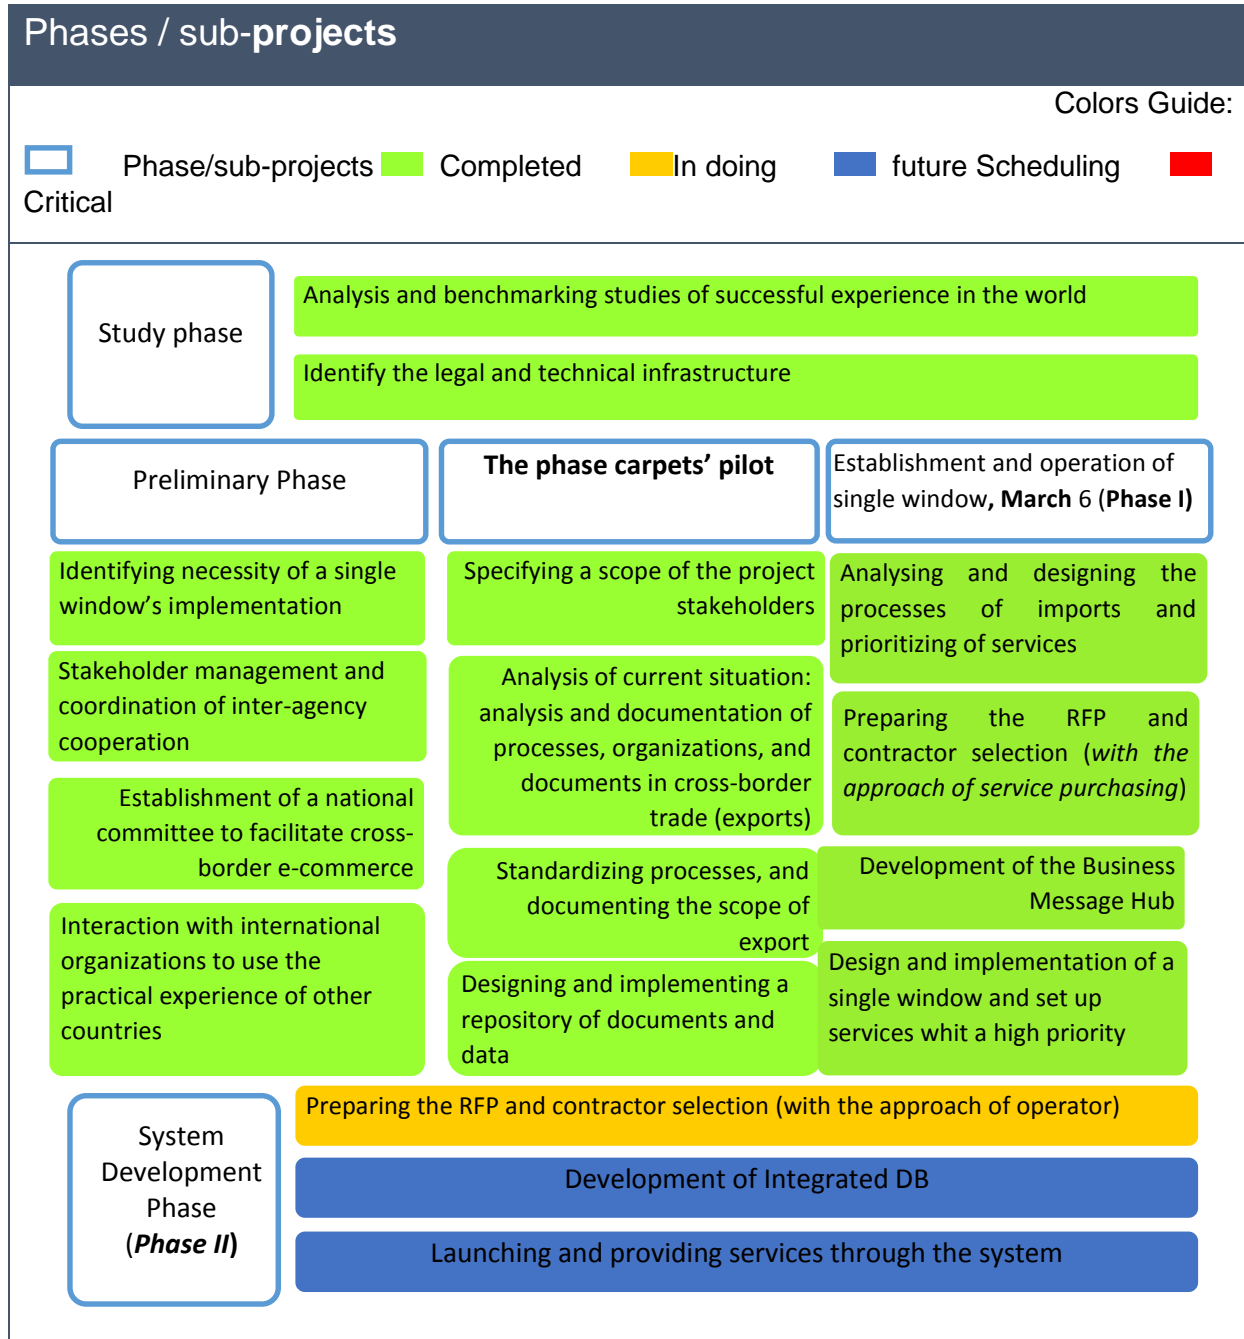 Phases / sub-projects
Colors Guide:
Phase/sub-projects Completed In doing future Scheduling
Critical
Study phase
Analysis and benchmarking studies of successful experience in the world
Identify the legal and technical infrastructure
Preliminary Phase
Identifying necessity of a single
window's implementation
Stakeholder management and
coordination of inter-agency
cooperation
Establishment of a national
committee to facilitate cross-
border e-commerce
Interaction with international
organizations to use the
practical experience of other
countries
The phase carpets' pilot
Specifying a scope of the project
stakeholders
Analysis of current situation:
analysis and documentation of
processes, organizations, and
documents in cross-border
trade (exports)
Standardizing processes, and
documenting the scope of
export
Designing and implementing a
repository of documents and
data
Establishment and operation of
single window, March 6 (Phase I)
Analysing and designing the
processes of imports and
prioritizing of services
Preparing the RFP and
contractor selection (with the
approach of service purchasing)
Development of the Business
Message Hub
Design and implementation of a
single window and set up
services whit a high priority
System
Development
Phase
(Phase II)
Preparing the RFP and contractor selection (with the approach of operator)
Development of Integrated DB
Launching and providing services through the system